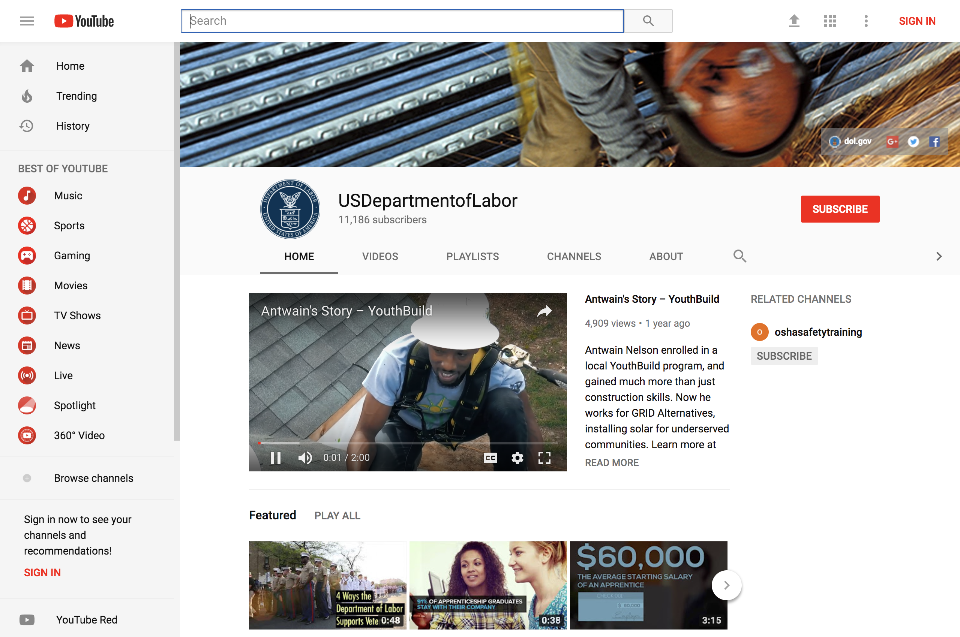 YouTube
Search
SIGN IN
Home
Trending
History
BEST OF YOUTUBE
Music
Sports
Gaming
Movies
TV Shows
News
Live
Spotlight
360° Video
Browse channels
Sign in now to see your
channels and
recommendations!
SIGN IN
YouTube Red
dol.gov
G+
USDepartmentofLabor
11,186 subscribers
SUBSCRIBE
HOME
VIDEOS
PLAYLISTS
CHANNELS
ABOUT
Antwain's Story – YouthBuild
0:01 / 2:00
CC
Antwain's Story – YouthBuild
4,909 views • 1 year ago
Antwain Nelson enrolled in a
local YouthBuild program, and
gained much more than just
construction skills. Now he
works for GRID Alternatives,
installing solar for underserved
communities. Learn more at
READ MORE
RELATED CHANNELS
O
oshasafetytraining
SUBSCRIBE
Featured
PLAY ALL
4 Ways the
Department of Labor
Supports Vete
0:48
91% OF APPRENTICESHIP GRADUATES
STAY WITH THEIR COMPANY
0:38
$60,000
THE AVERAGE STARTING SALARY
OF AN APPRENTICE
3:15